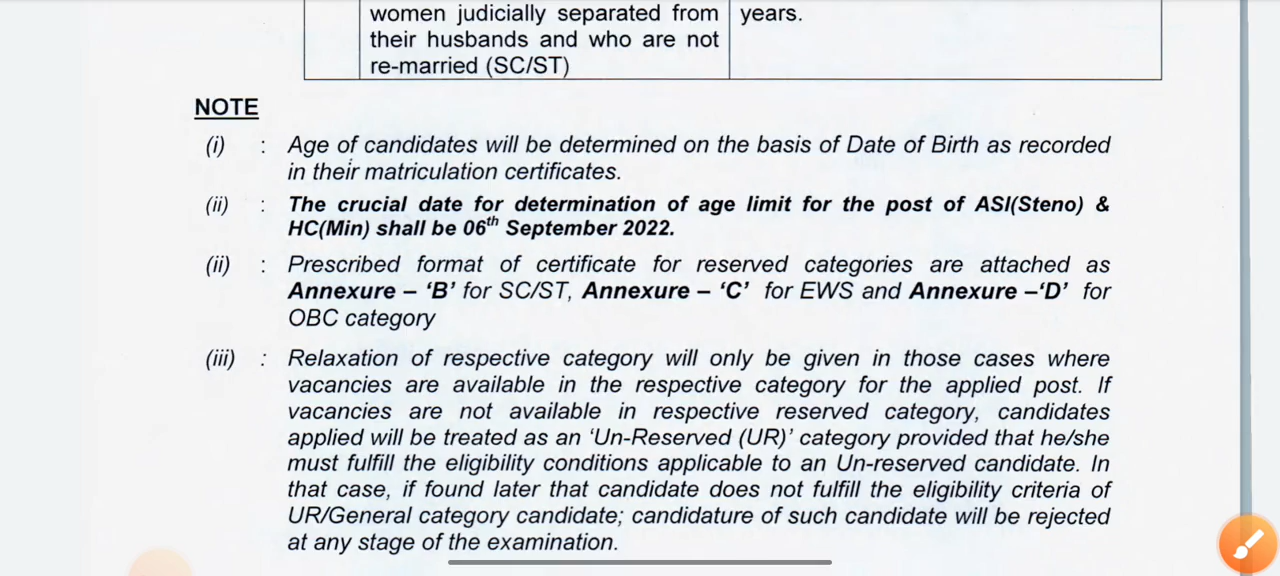 women judicially separated from years.
their husbands and who are not
re-married (SC/ST)
NOTE
(i) : Age of candidates will be determined on the basis of Date of Birth as recorded
in their matriculation certificates.
(ii) : The crucial date for determination of age limit for the post of ASI(Steno) &
HC(Min) shall be 06th September 2022.
(ii) : Prescribed format of certificate for reserved categories are attached as
Annexure – ‘B’ for SC/ST, Annexure – ‘C’ for EWS and Annexure –‘D’ for
OBC category
(iii) : Relaxation of respective category will only be given in those cases where
vacancies are available in the respective category for the applied post. If
vacancies are not available in respective reserved category, candidates
applied will be treated as an ‘Un-Reserved (UR)’ category provided that he/she
must fulfill the eligibility conditions applicable to an Un-reserved candidate. In
that case, if found later that candidate does not fulfill the eligibility criteria of
UR/General category candidate; candidature of such candidate will be rejected
at any stage of the examination.